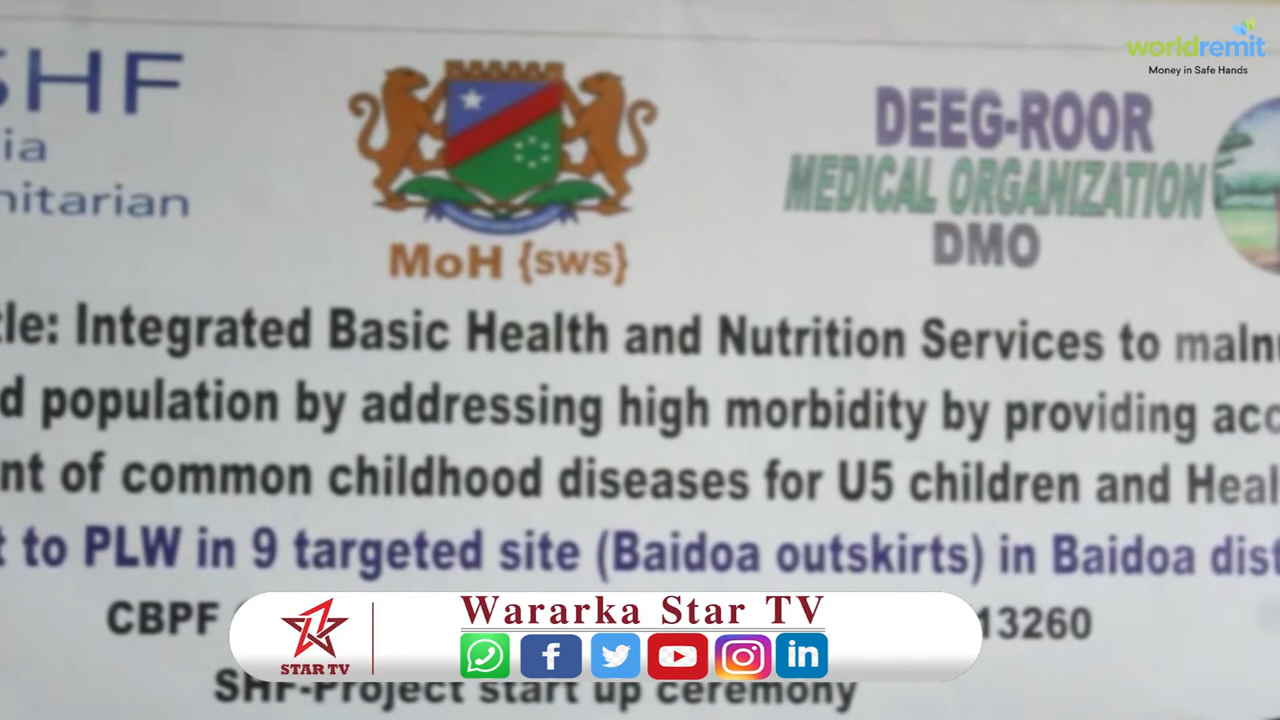 worldremit
Money in Safe Hands
SHF
ia
nitarian
MoH {sws}
DEEG-ROOR
MEDICAL ORGANIZATION
DMO
tle: Integrated Basic Health and Nutrition Services to maln
d population by addressing high morbidity by providing acc
nt of common childhood diseases for U5 children and Heal
t to PLW in 9 targeted site (Baidoa outskirts) in Baidoa dist
CBPF 13260
SHF-Project start up ceremony
STAR TV
Wararka Star TV